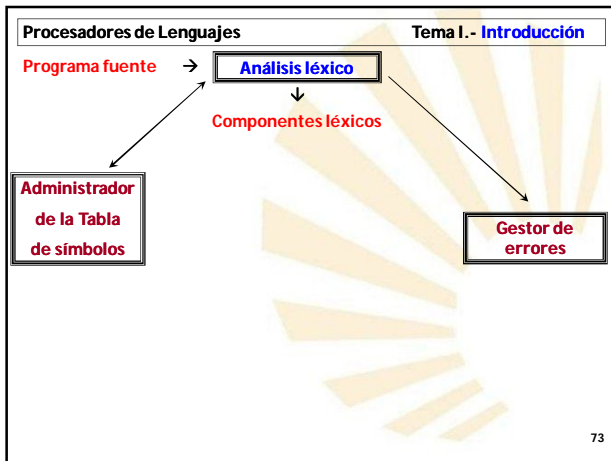 Procesadores de Lenguajes Tema I.- Introducción
Programa fuente → Análisis léxico
↓
Componentes léxicos
Administrador
de la Tabla
de símbolos
Gestor de
errores
73